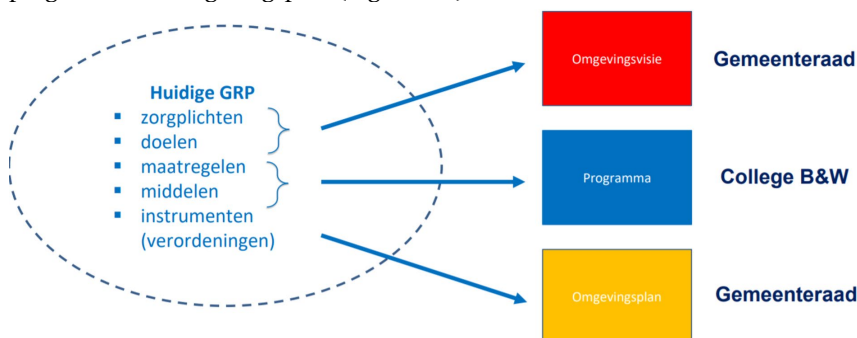 Huidige GRP
▪ zorgplichten
▪ doelen
▪ maatregelen
▪ middelen
▪ instrumenten
(verordeningen)
Omgevingsvisie
Gemeenteraad
Programma
College B&W
Omgevingsplan
Gemeenteraad